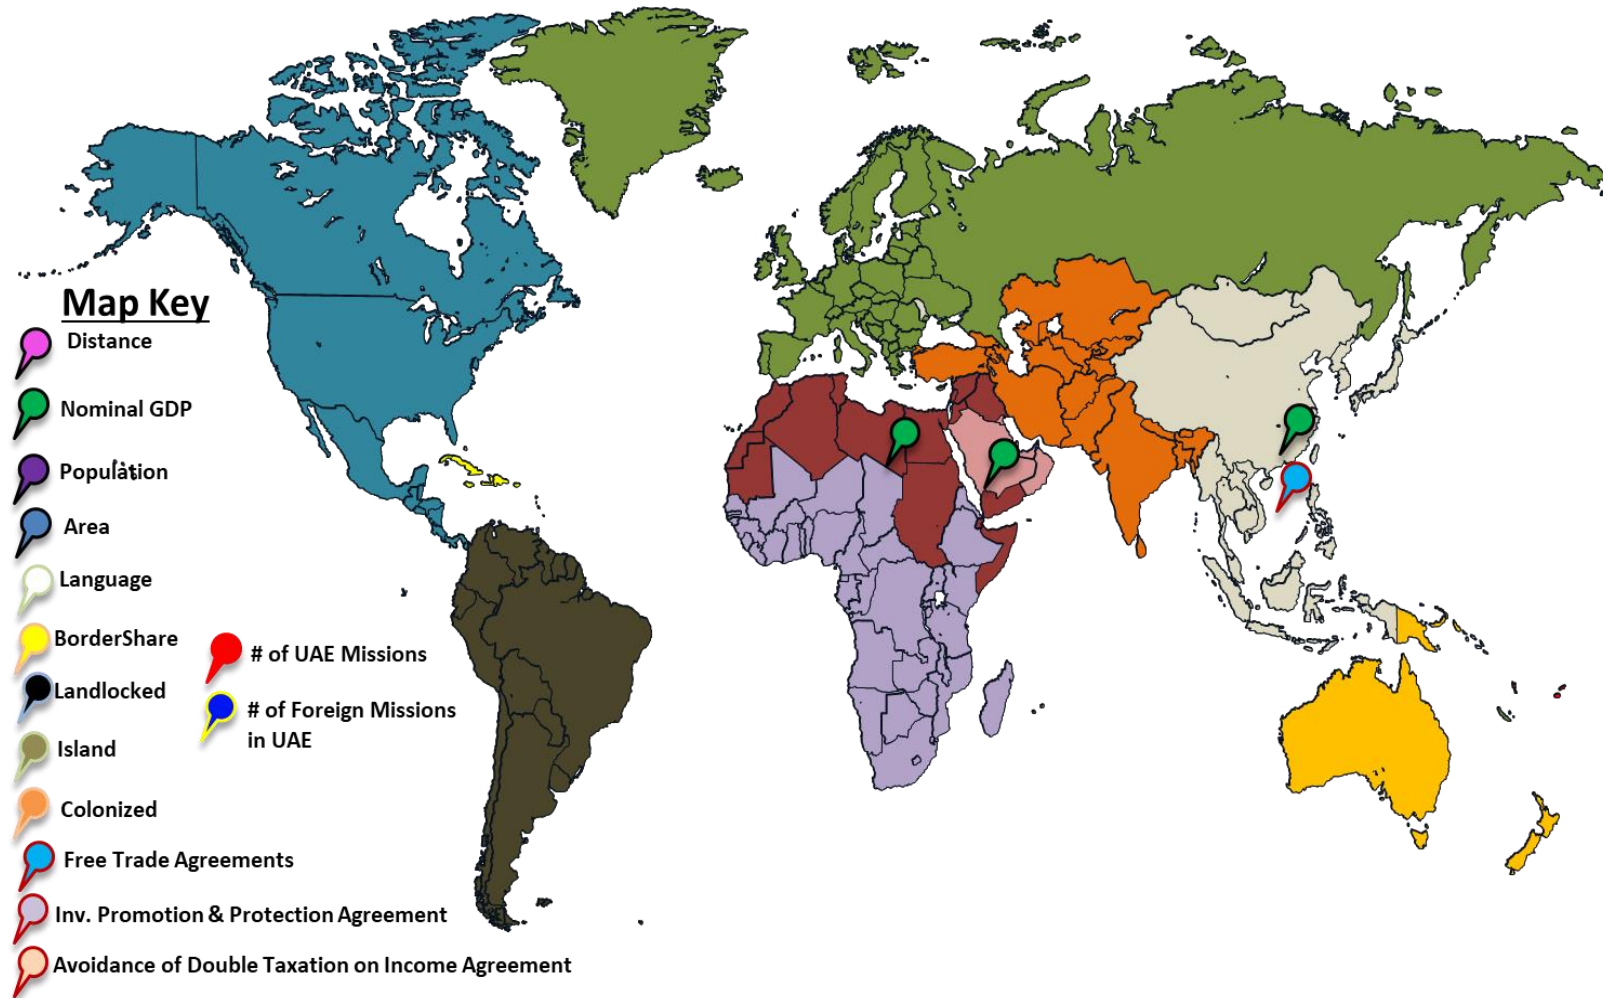 Map Key
Distance
Nominal GDP
Population
Area
Language
BorderShare
Landlocked
Island
Colonized
Free Trade Agreements
Inv. Promotion & Protection Agreement
Avoidance of Double Taxation on Income Agreement
# of UAE Missions
# of Foreign Missions
in UAE